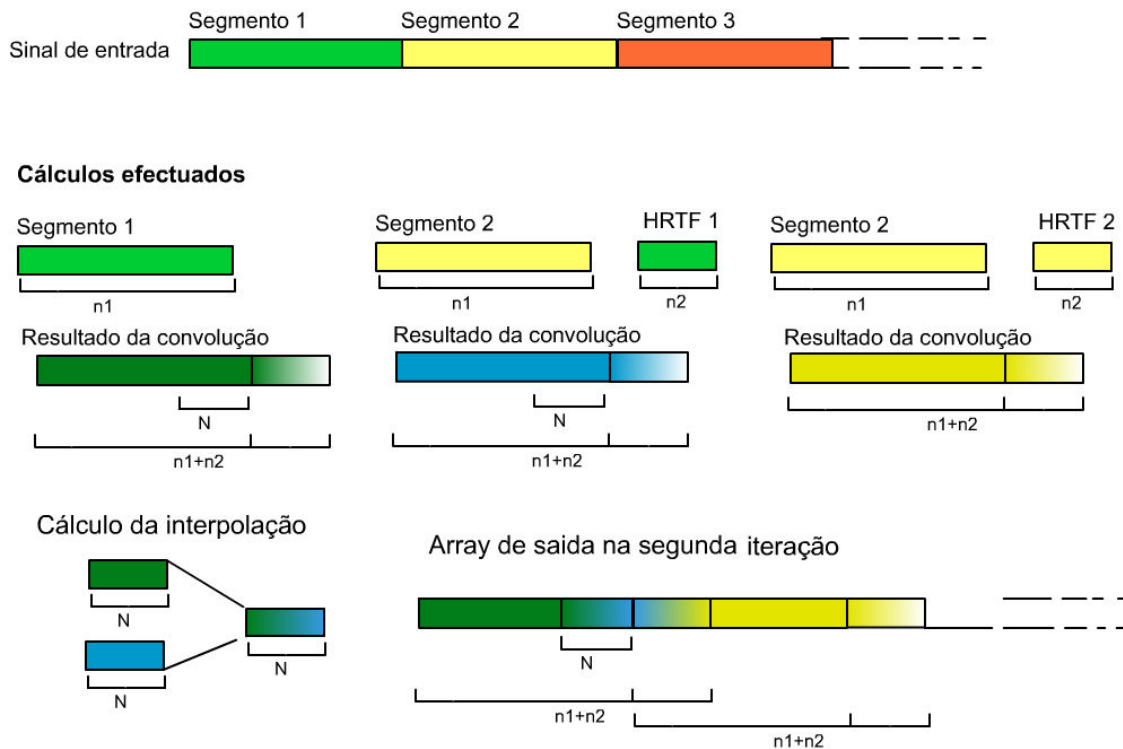 Segmento 1 Segmento 2 Segmento 3
Sinal de entrada
Cálculos efectuados
Segmento 1 Segmento 2 HRTF 1 Segmento 2 HRTF 2
n1 n1 n2 n1 n2
Resultado da convolução Resultado da convolução Resultado da convolução
N N
n1+n2 n1+n2 n1+n2
Cálculo da interpolação
Array de saida na segunda iteração
N
N
N
N
n1+n2
n1+n2